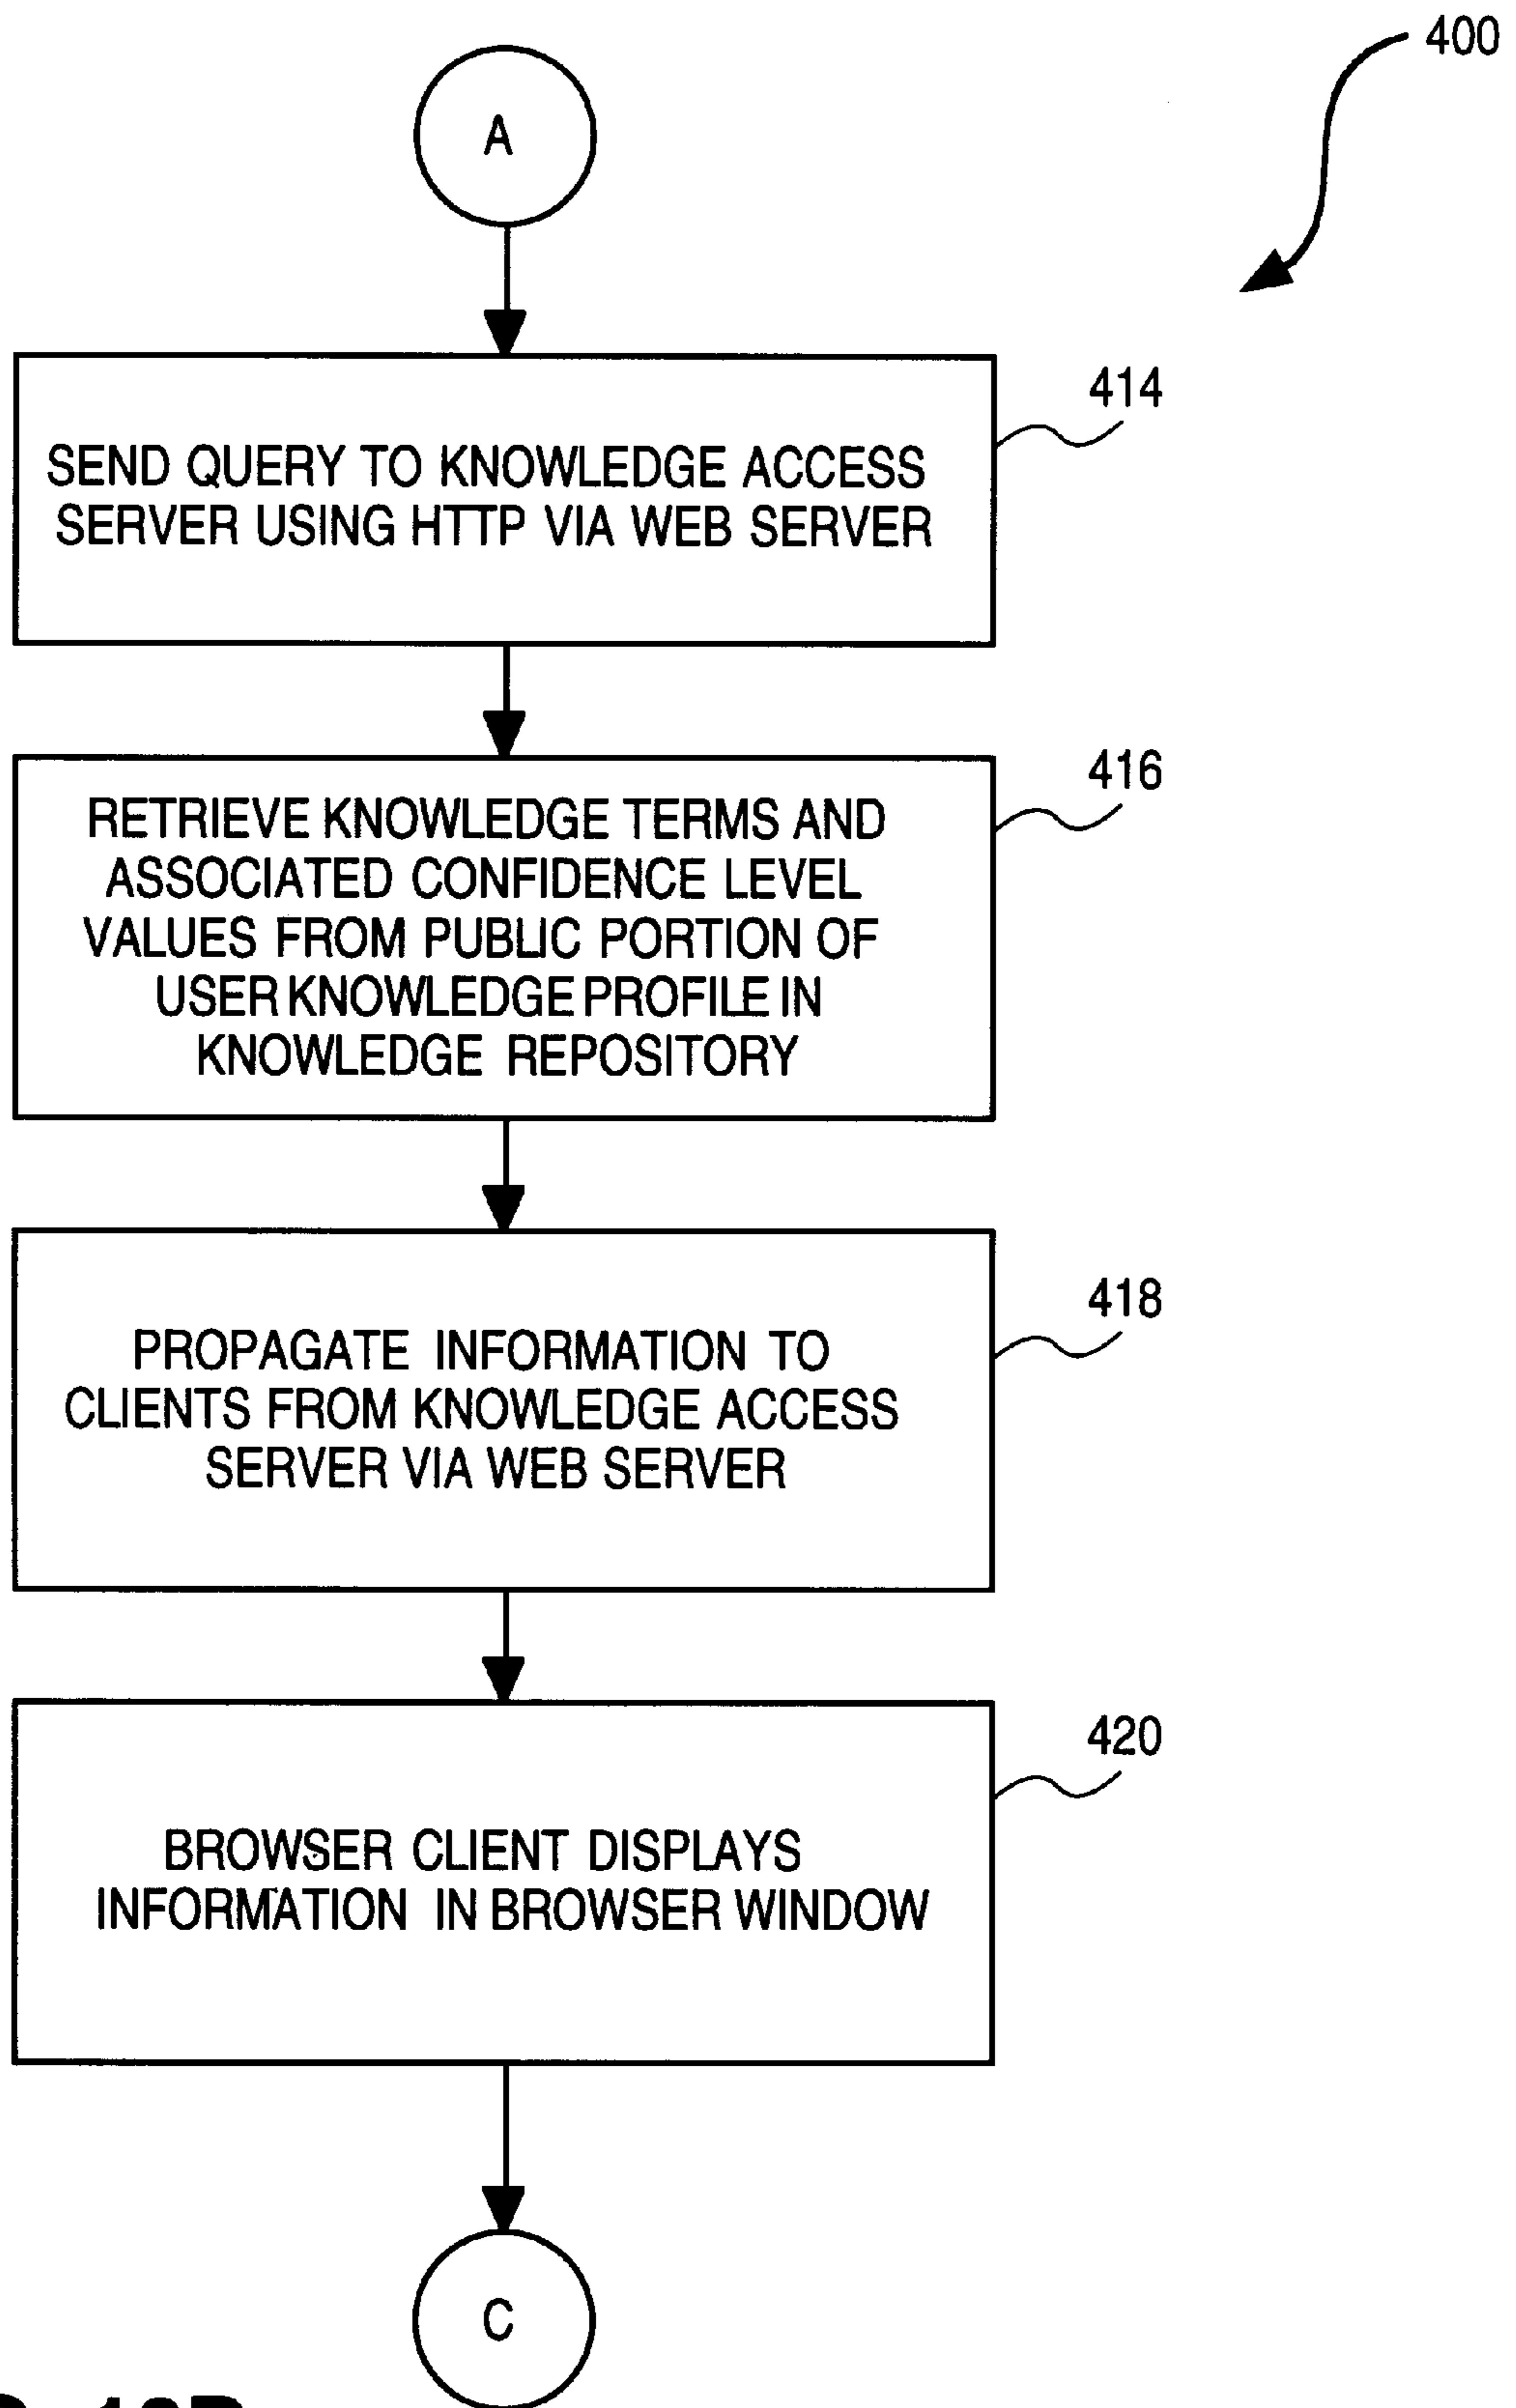 400
A
414
SEND QUERY TO KNOWLEDGE ACCESS
SERVER USING HTTP VIA WEB SERVER
416
RETRIEVE KNOWLEDGE TERMS AND
ASSOCIATED CONFIDENCE LEVEL
VALUES FROM PUBLIC PORTION OF
USER KNOWLEDGE PROFILE IN
KNOWLEDGE REPOSITORY
418
PROPAGATE INFORMATION TO
CLIENTS FROM KNOWLEDGE ACCESS
SERVER VIA WEB SERVER
420
BROWSER CLIENT DISPLAYS
INFORMATION IN BROWSER WINDOW
C